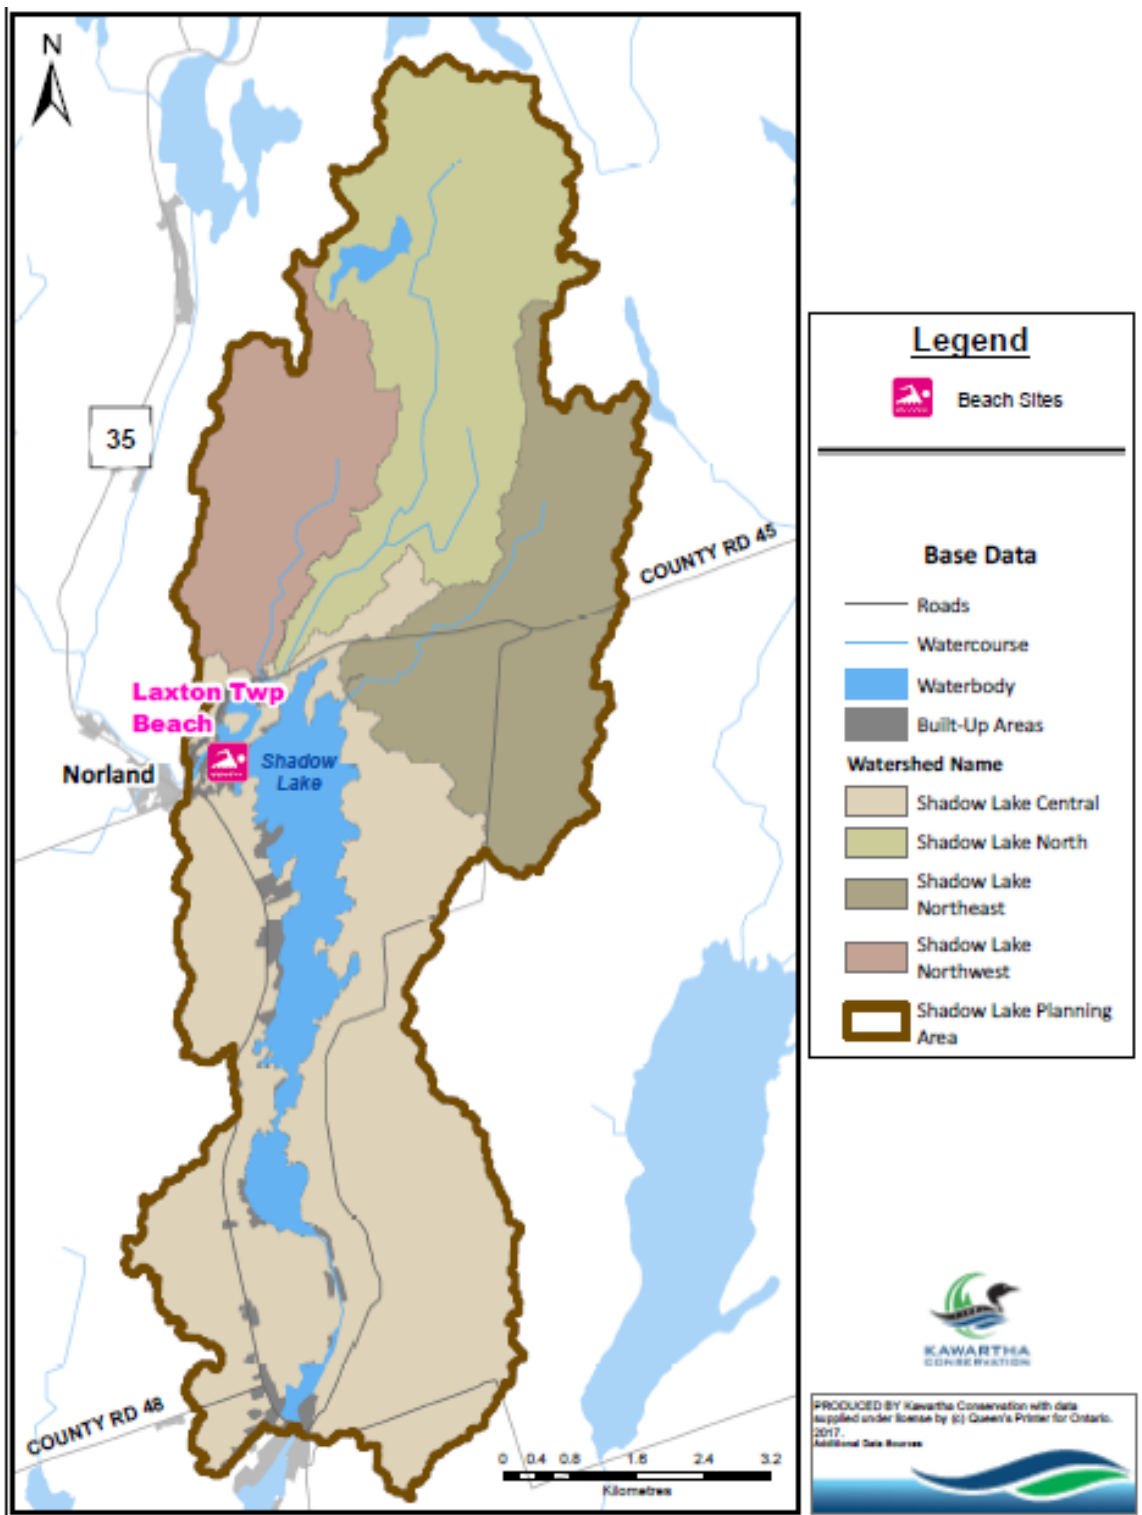 N
35
COUNTY RD 45
Laxton Twp
Beach
Shadow
Lake
Norland
COUNTY RD 48
0 0.4 0.8 1.6 2.4 3.2
Kilometres
Legend
Beach Sites
Base Data
Roads
Watercourse
Waterbody
Built-Up Areas
Watershed Name
Shadow Lake Central
Shadow Lake North
Shadow Lake
Northeast
Shadow Lake
Northwest
Shadow Lake Planning
Area
KAWARTHA
CONSERVATION
PRODUCED BY Kawartha Conservation with data
supplied under license by (c) Queen's Printer for Ontario.
2017.
Additional Data Sources